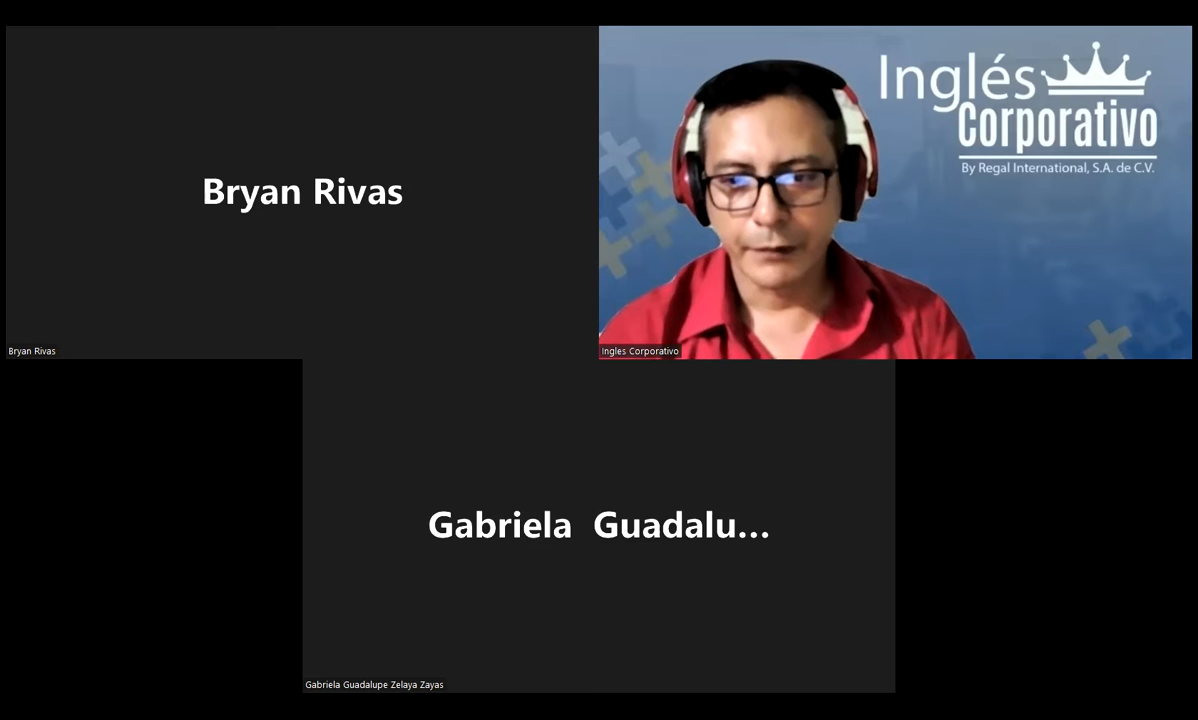 Bryan Rivas
Bryan Rivas
Inglés
Corporativo
By Regal International, S.A. de C.V.
Ingles Corporativo
Gabriela Guadalu...
Gabriela Guadalupe Zelaya Zayas